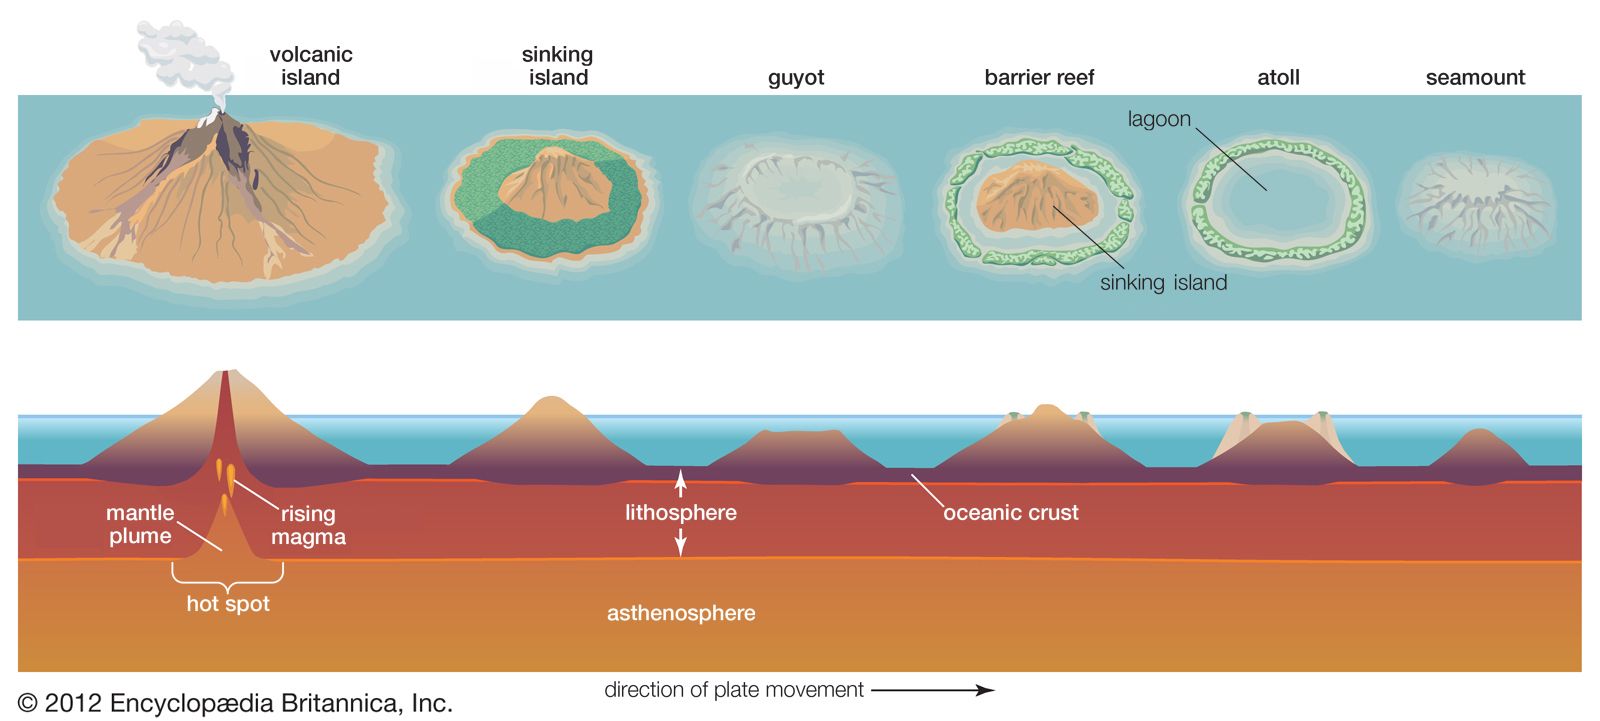 volcanic
island
sinking
island
guyot
barrier reef
atoll
seamount
lagoon
sinking island
mantle
plume
rising
magma
lithosphere
oceanic crust
hot spot
asthenosphere
direction of plate movement
© 2012 Encyclopædia Britannica, Inc.